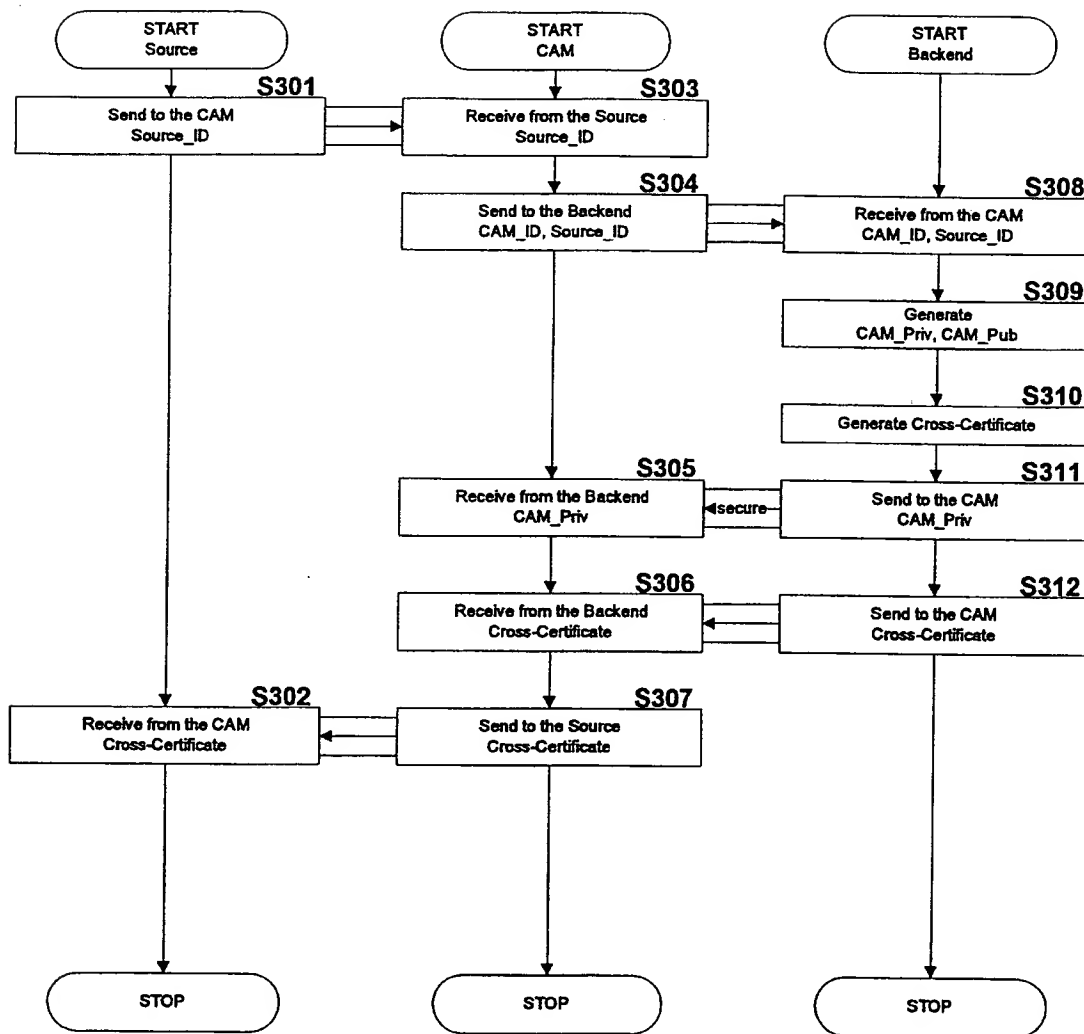 START
Source
START
CAM
START
Backend
S301
Send to the CAM
Source_ID
S303
Receive from the Source
Source_ID
S304
Send to the Backend
CAM_ID, Source_ID
S308
Receive from the CAM
CAM_ID, Source_ID
S309
Generate
CAM_Priv, CAM_Pub
S310
Generate Cross-Certificate
S305
Receive from the Backend
CAM_Priv
secure
S311
Send to the CAM
CAM_Priv
S306
Receive from the Backend
Cross-Certificate
S312
Send to the CAM
Cross-Certificate
S302
Receive from the CAM
Cross-Certificate
S307
Send to the Source
Cross-Certificate
STOP
STOP
STOP